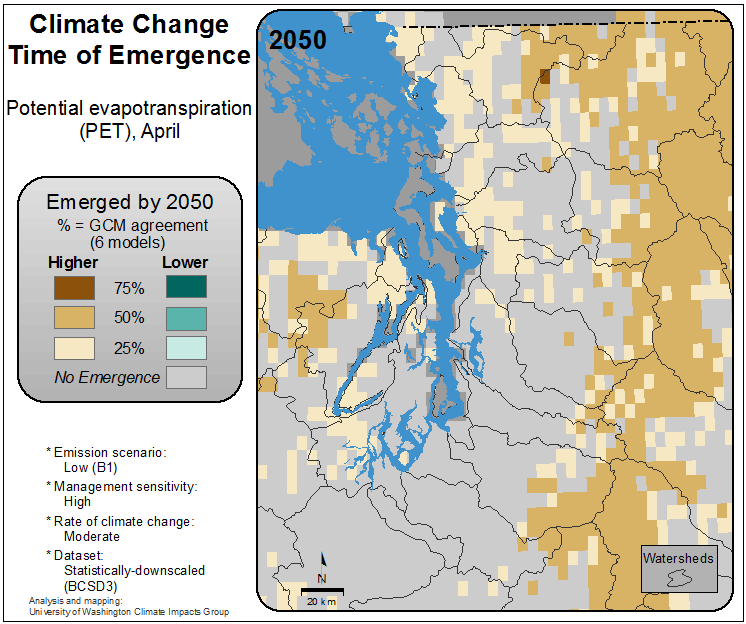 Climate Change
Time of Emergence
Potential evapotranspiration
(PET), April
Emerged by 2050
% = GCM agreement
(6 models)
Higher Lower
75%
50%
25%
No Emergence
* Emission scenario:
Low (B1)
* Management sensitivity:
High
* Rate of climate change:
Moderate
* Dataset:
Statistically-downscaled
(BCSD3)
Analysis and mapping:
University of Washington Climate Impacts Group
2050
N
20 km
Watersheds